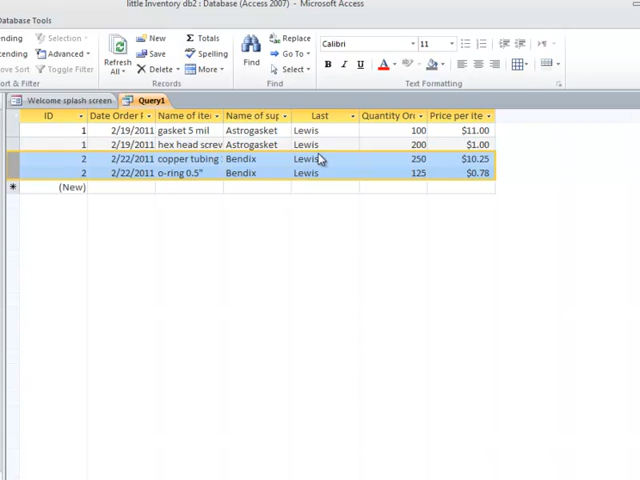 little Inventory db2 : Database (Access 2007) - Microsoft Access
Database Tools
ending
Selection
New
Totals
Replace
Calibri
11
cending
Advanced
Refresh All
Save
Spelling
Find
Go To
B I U A
ve Sort
Toggle Filter
Delete
More
Select
Records
Find
Text Formatting
Welcome splash screen
Query1
ID Date Order P Name of ite Name of sup Last Quantity Or Price per ite
1 2/19/2011 gasket 5 mil Astrogasket Lewis 100 $11.00
1 2/19/2011 hex head screv Astrogasket Lewis 200 $1.00
2 2/22/2011 copper tubing Bendix Lewis 250 $10.25
2 2/22/2011 o-ring 0.5" Bendix Lewis 125 $0.78
(New)